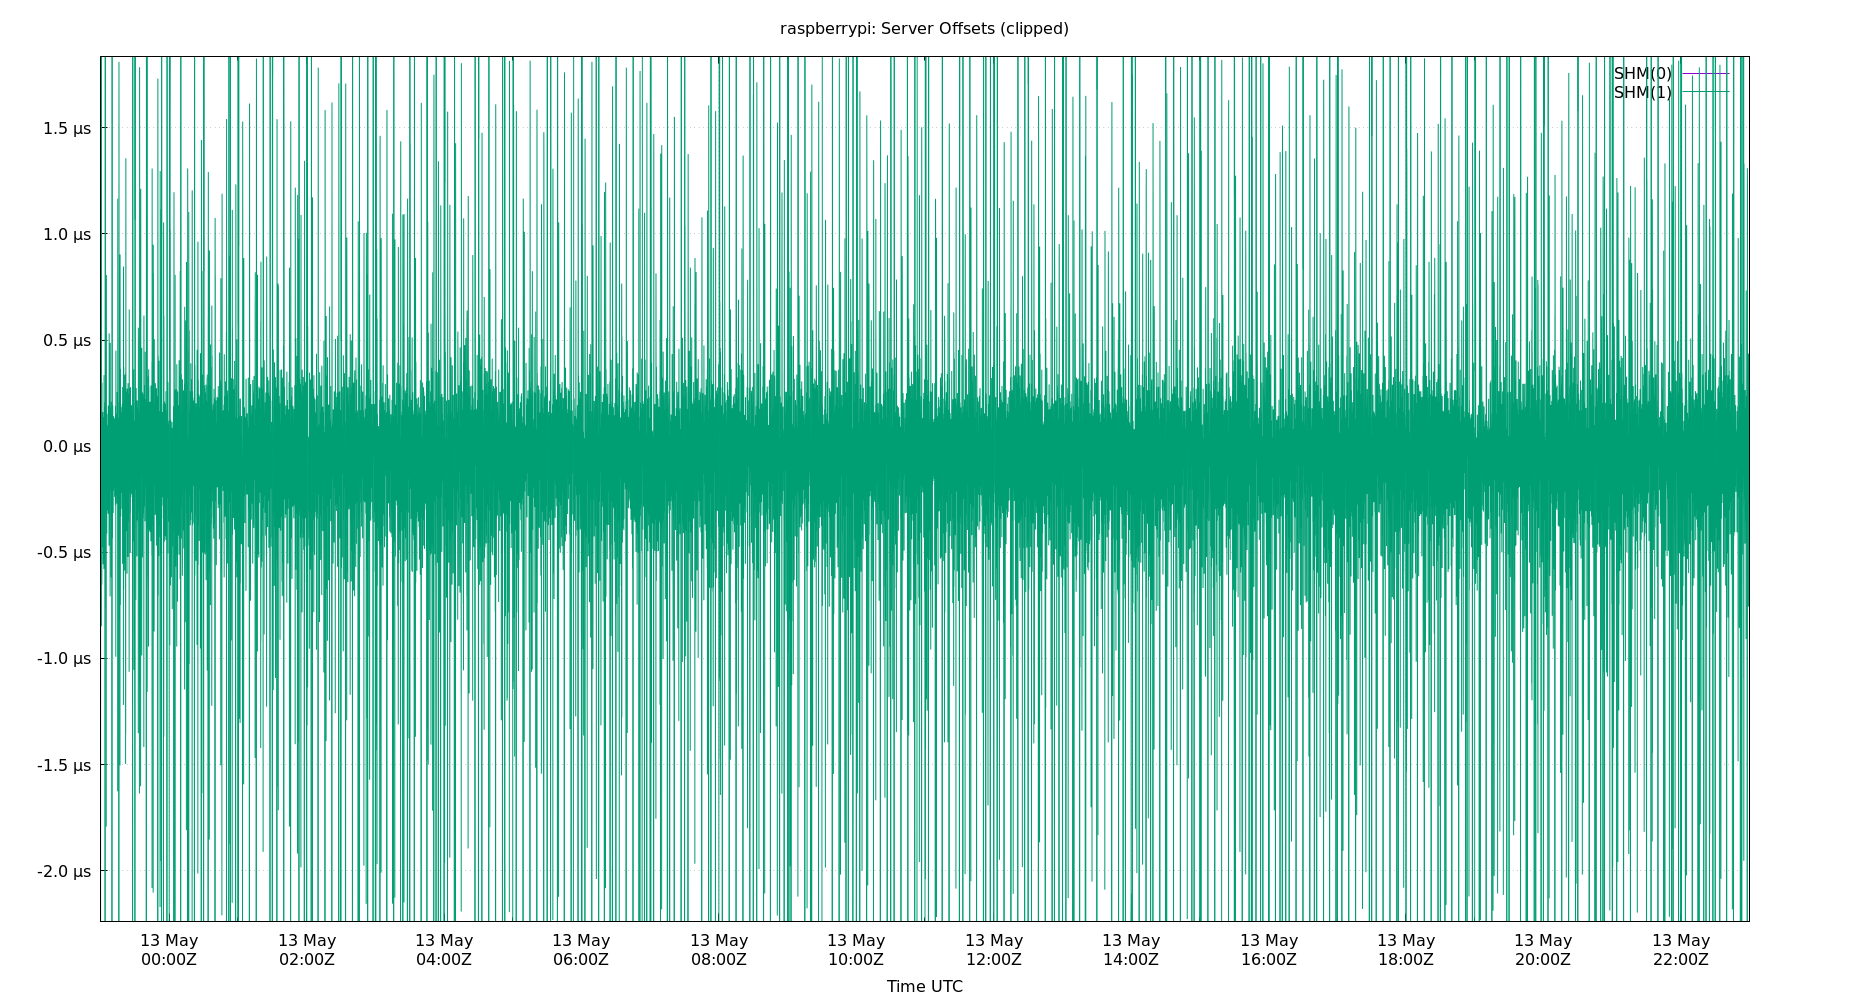 raspberrypi: Server Offsets (clipped)
SHM(0)
SHM(1)
1.5 µs
1.0 µs
0.5 µs
0.0 µs
-0.5 µs
-1.0 µs
-1.5 µs
-2.0 µs
13 May 13 May 13 May 13 May 13 May 13 May 13 May 13 May 13 May 13 May 13 May 13 May
00:00Z 02:00Z 04:00Z 06:00Z 08:00Z 10:00Z 12:00Z 14:00Z 16:00Z 18:00Z 20:00Z 22:00Z
Time UTC